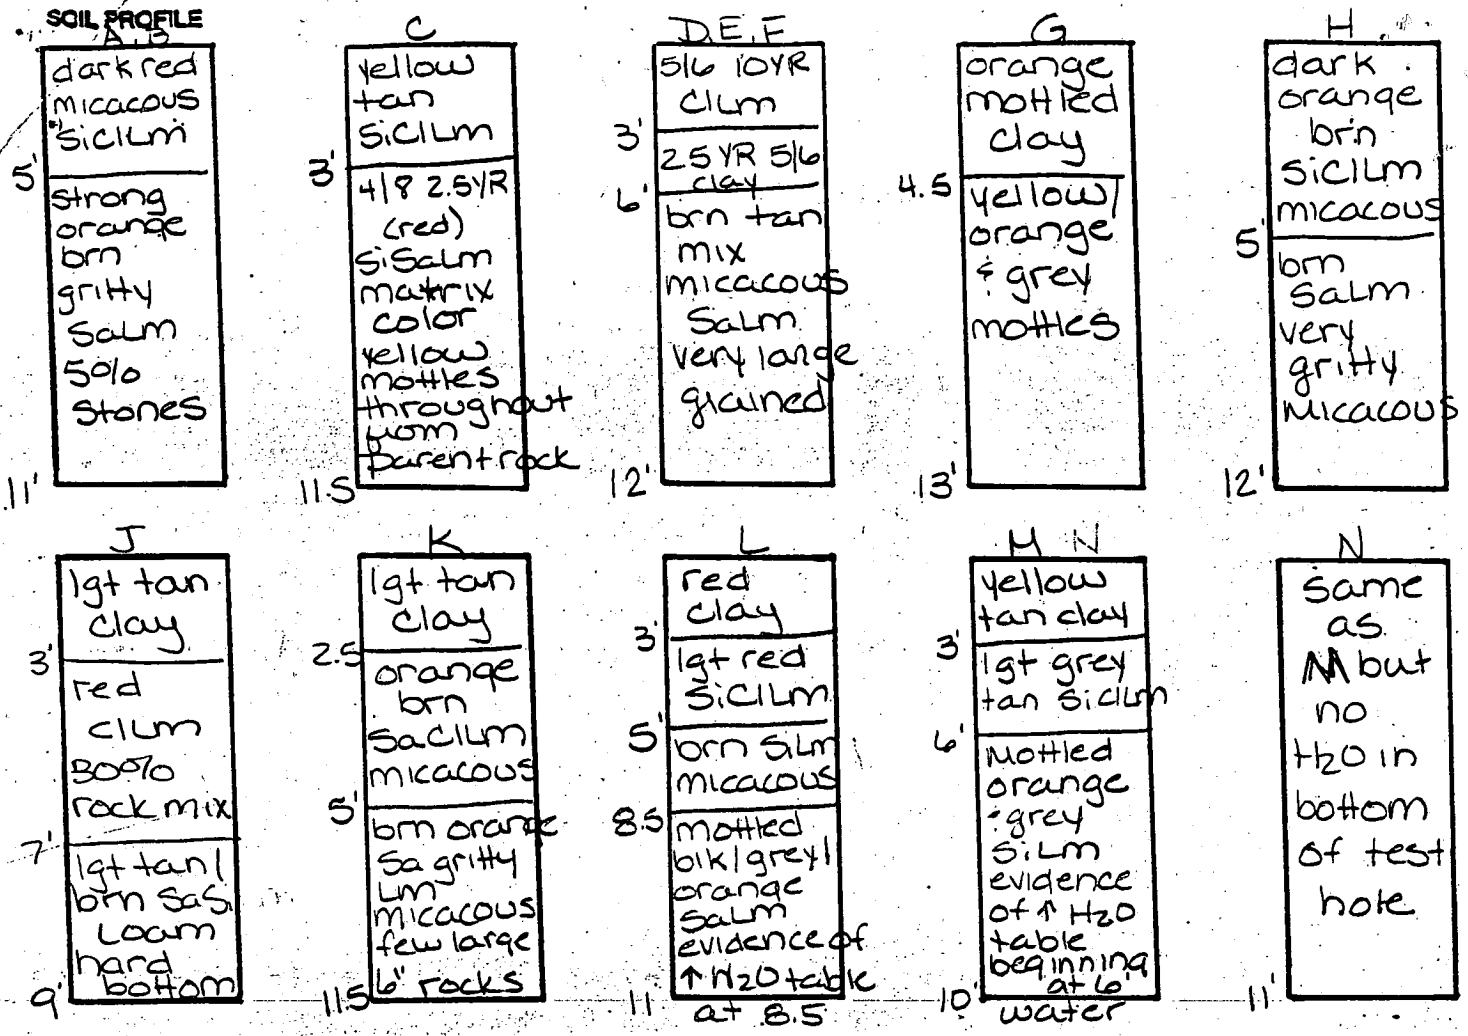 SOIL PROFILE
A, B
dark red
micacous
siclLm
5'
strong
orange
brn
gritty
saLm
50%
stones
11'
C
yellow
tan
siclLm
3'
4/8 2.5YR
(red)
siSaLm
matrix
color
yellow
mottles
throughout
from
parent rock
11.5
D, E, F
5/6 10YR
clLm
3'
2.5 YR 5/6
clay
6'
brn tan
mix
micacous
SaLm
very large
grained
12'
G
orange
mottled
clay
4.5
yellow/
orange
& grey
mottles
13'
H
dark
orange
brn
siclLm
micacous
5'
brn
SaLm
very
gritty
micacous
12'
J
lgt tan
clay
3'
red
clLm
30%
rock mix
7'
lgt tan/
brn SaSi
Loam
hard
bottom
9'
K
lgt tan
clay
2.5
orange
brn
SaclLm
micacous
5'
brn orange
Sa gritty
Lm
micacous
few large
6" rocks
11.5
L
red
clay
3'
lgt red
siclLm
5'
brn siLm
micacous
8.5
mottled
blk/grey/
orange
saLm
evidence of
↑ H2O table
at 8.5
11
M N
yellow
tan clay
3'
lgt grey
tan siclLm
6'
mottled
orange
& grey
siLm
evidence
of ↑ H2O
table
beginning
at 6'
10'
water
N
same
as
M but
no
H2O in
bottom
of test
hole
11'